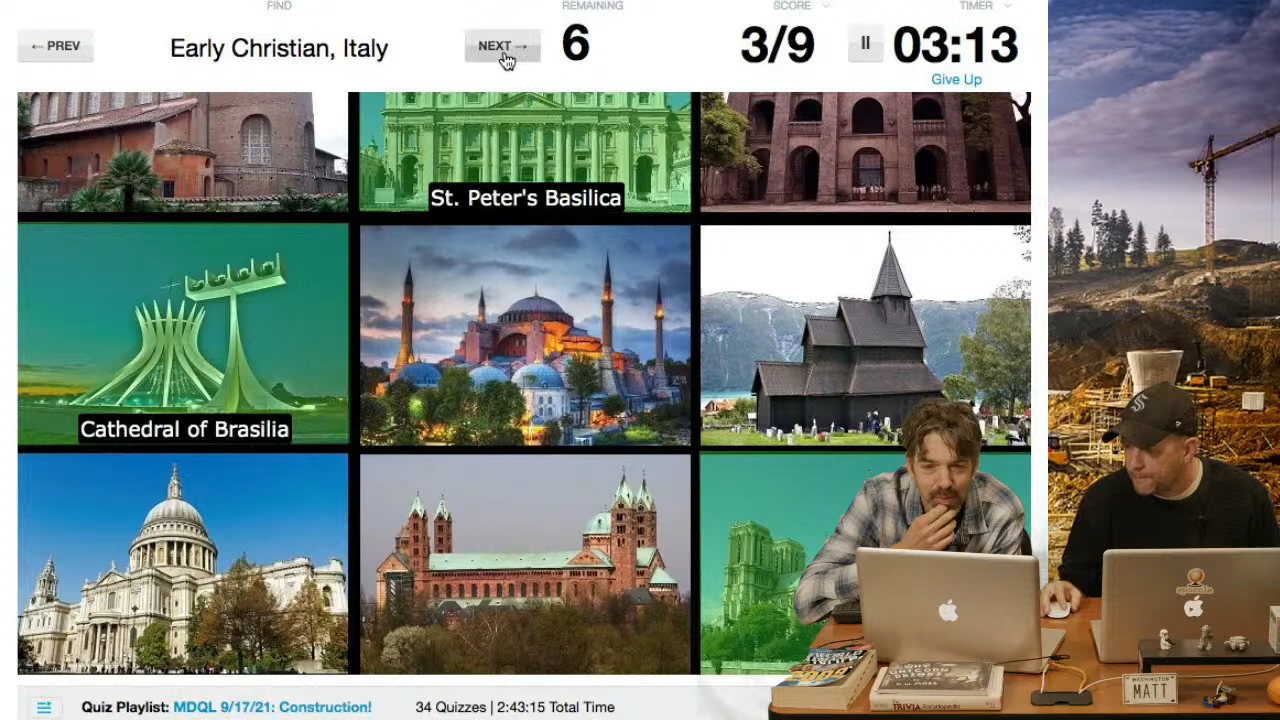 FIND
REMAINING
SCORE
TIMER
← PREV
Early Christian, Italy
NEXT →
6
3/9
03:13
Give Up
St. Peter's Basilica
Cathedral of Brasilia
Quiz Playlist: MDQL 9/17/21: Construction!
34 Quizzes | 2:43:15 Total Time
WASHINGTON
MATT